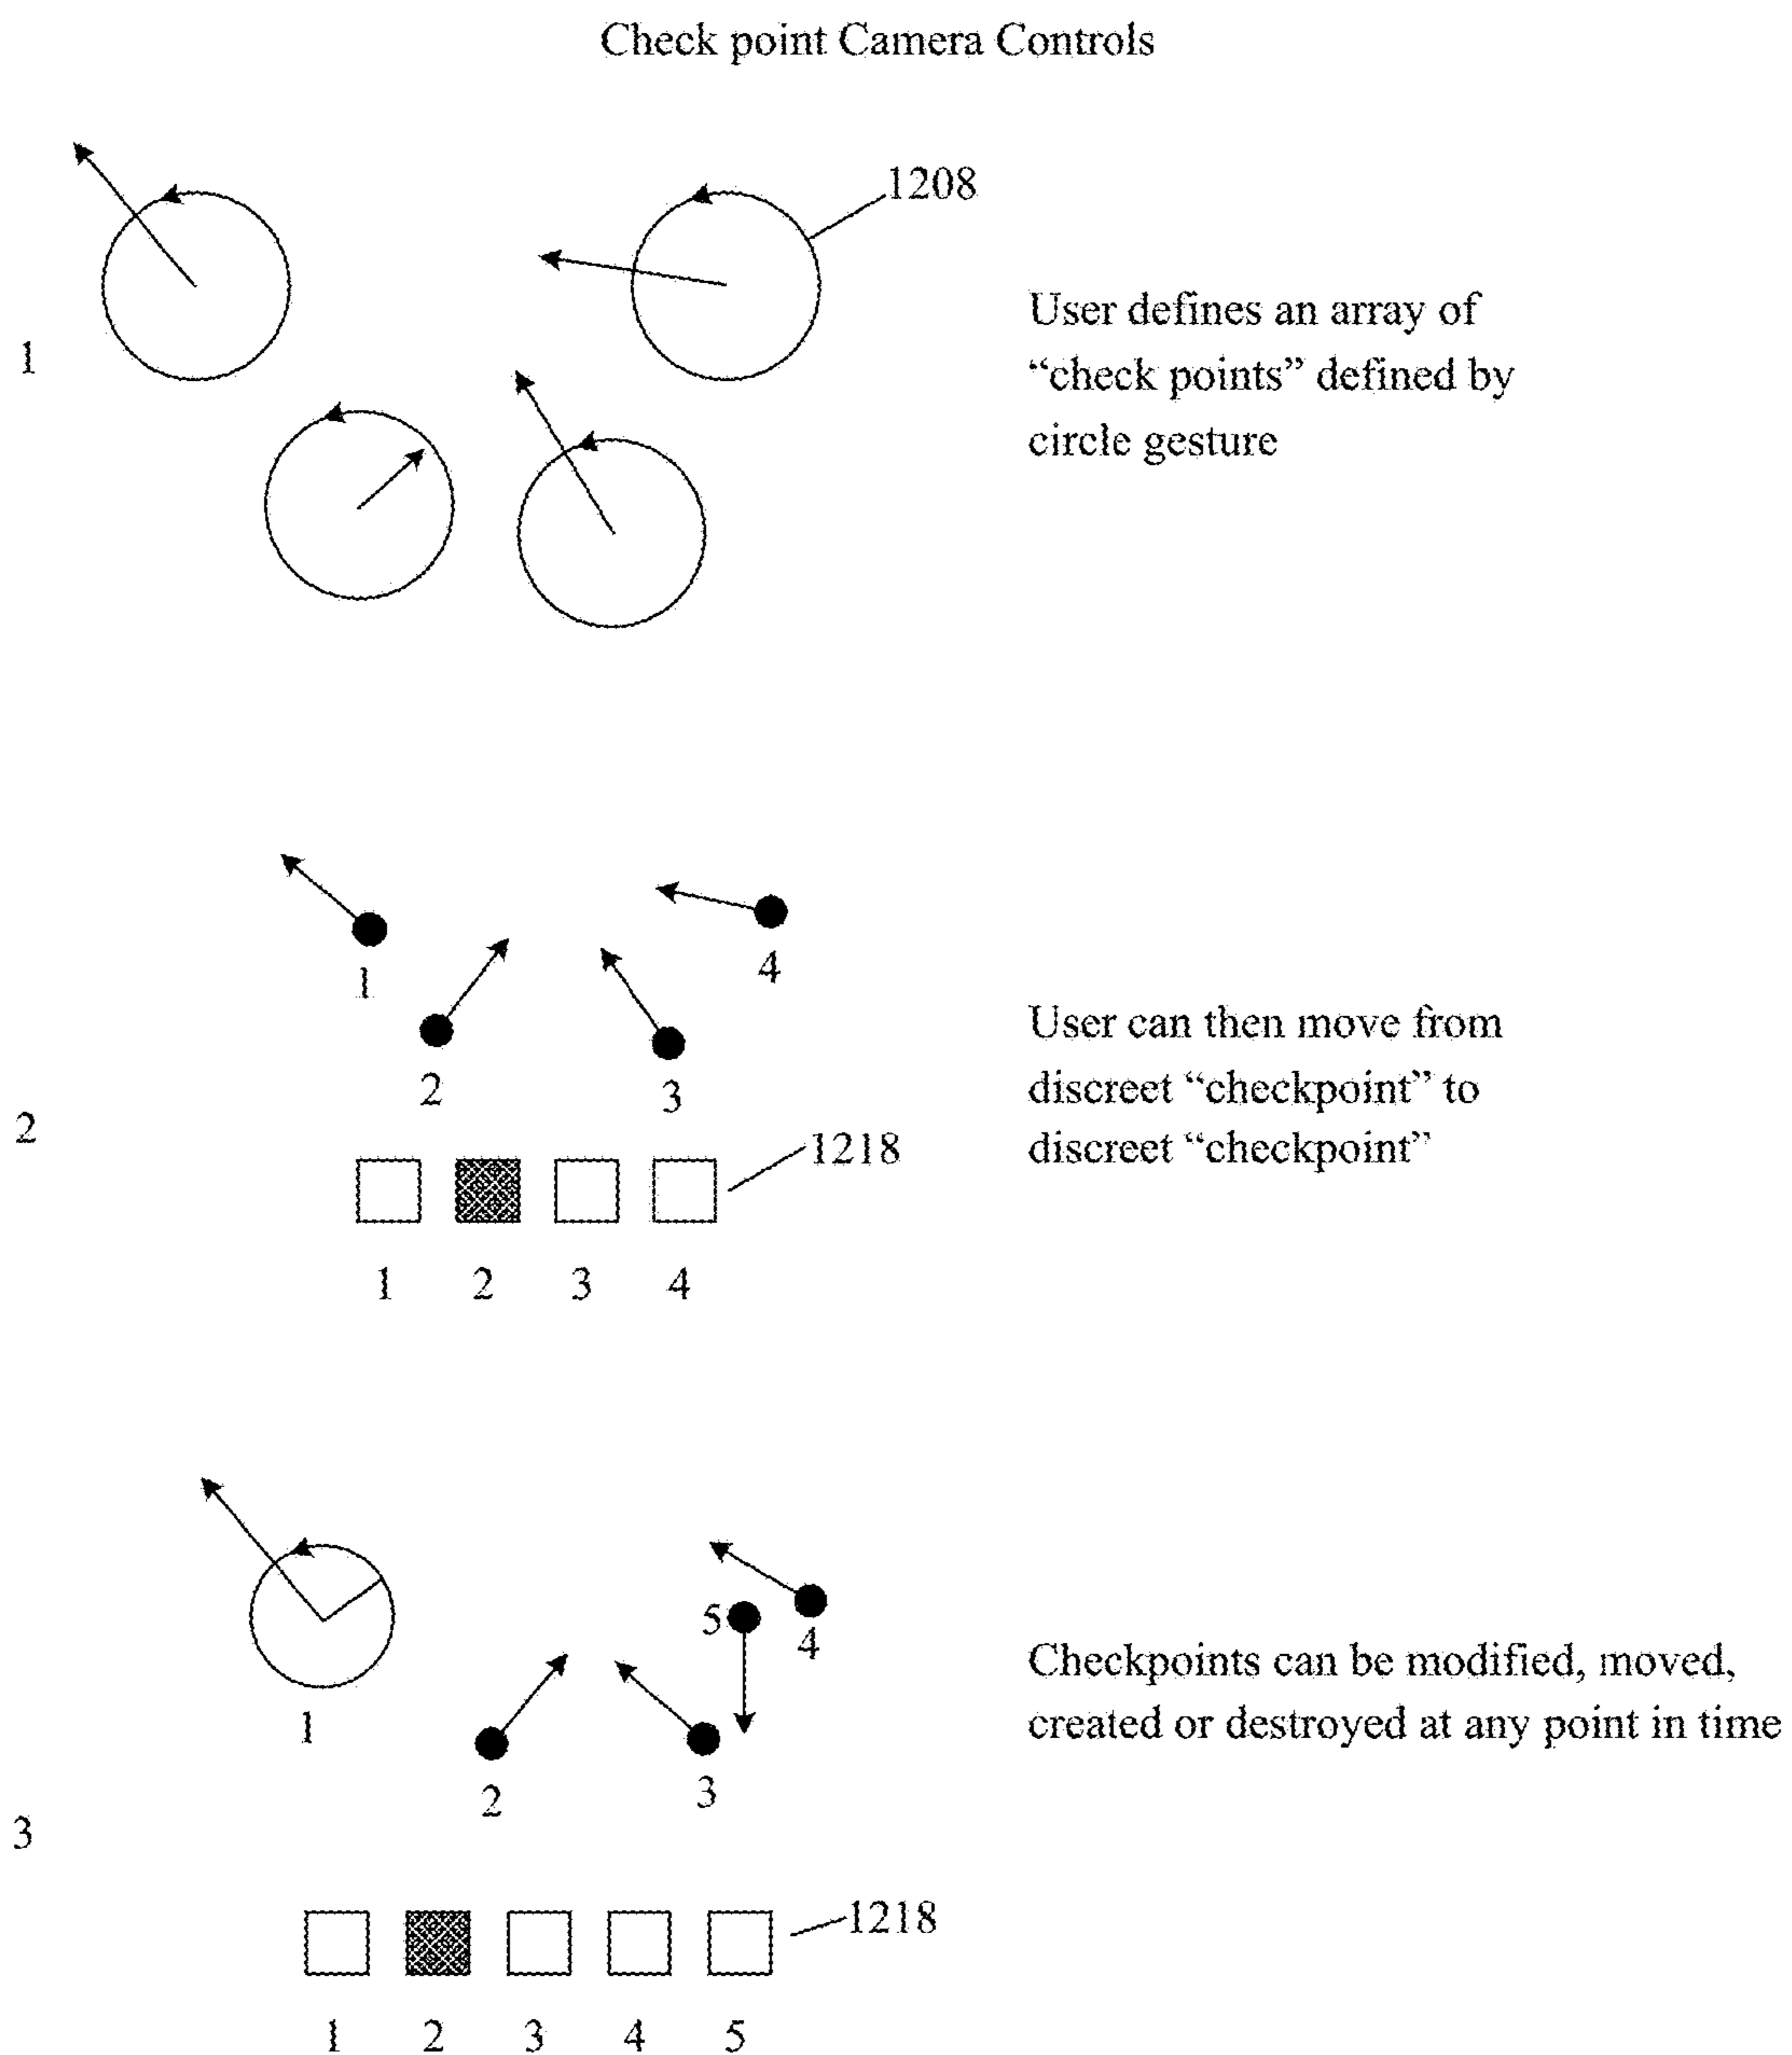 Check point Camera Controls
1208
1
User defines an array of
“check points” defined by
circle gesture
1
2
3
4
2
User can then move from
discreet “checkpoint” to
discreet “checkpoint”
1218
1 2 3 4
1
2
3
4
5
3
Checkpoints can be modified, moved,
created or destroyed at any point in time
1218
1 2 3 4 5